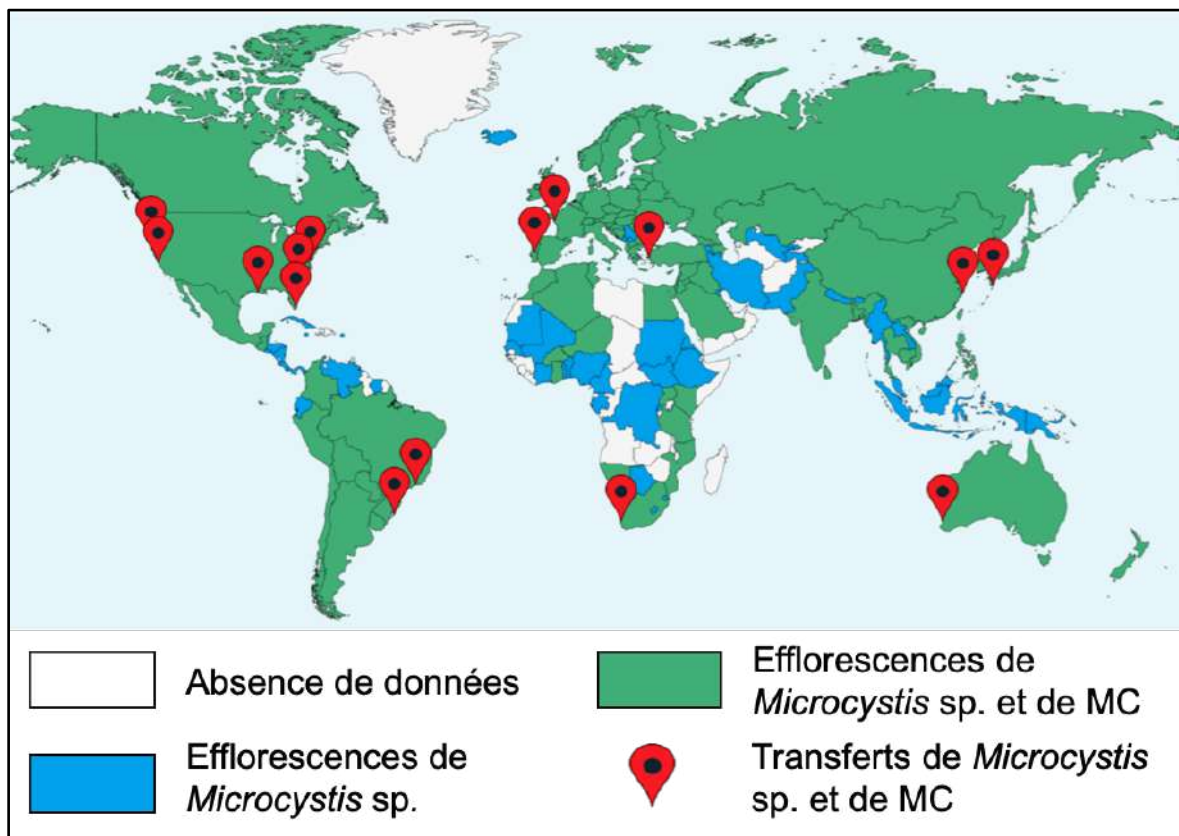 Absence de données
Efflorescences de
Microcystis sp.
Efflorescences de
Microcystis sp. et de MC
Transferts de Microcystis
sp. et de MC